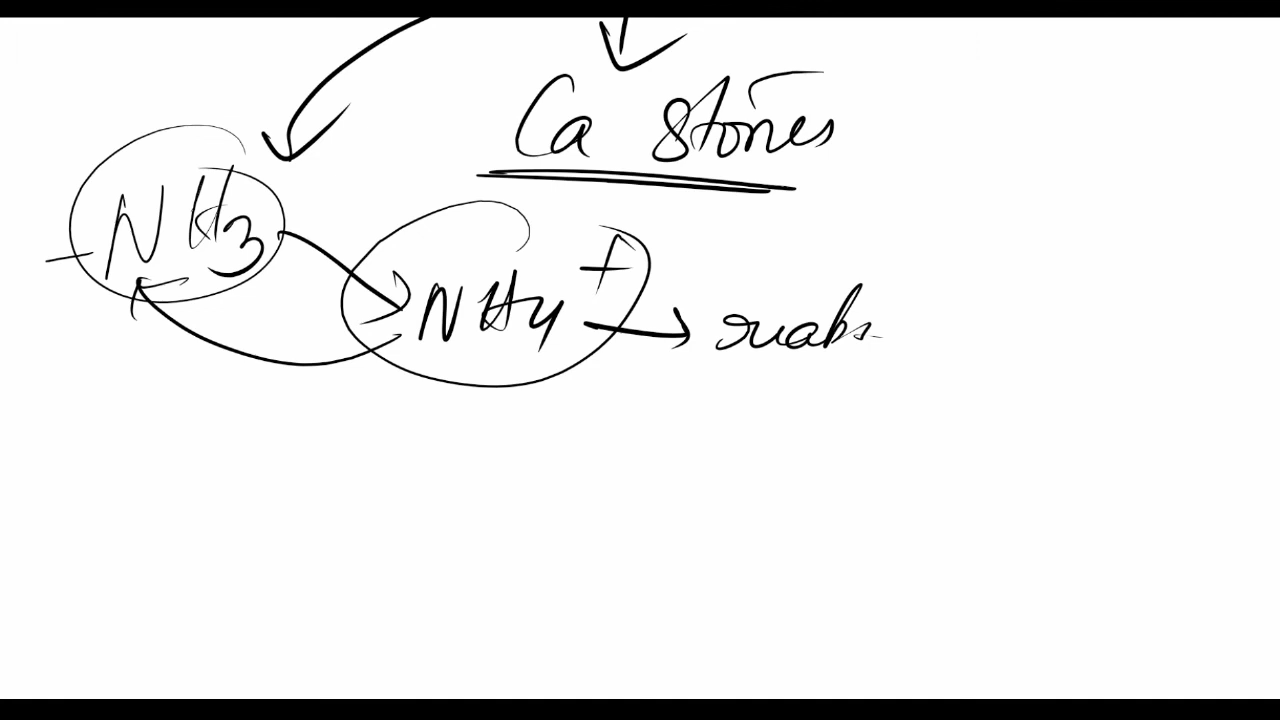 Ca stones
NH3
NH4+ → reabs